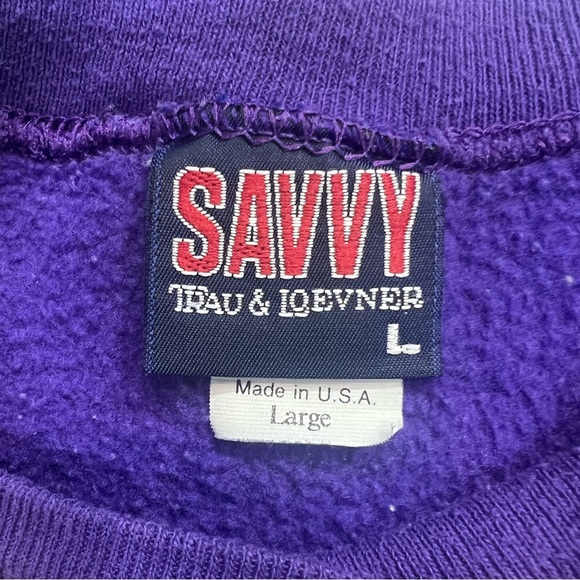 SAVVY
TRAU & LOEVNER
L
Made in U.S.A.
Large